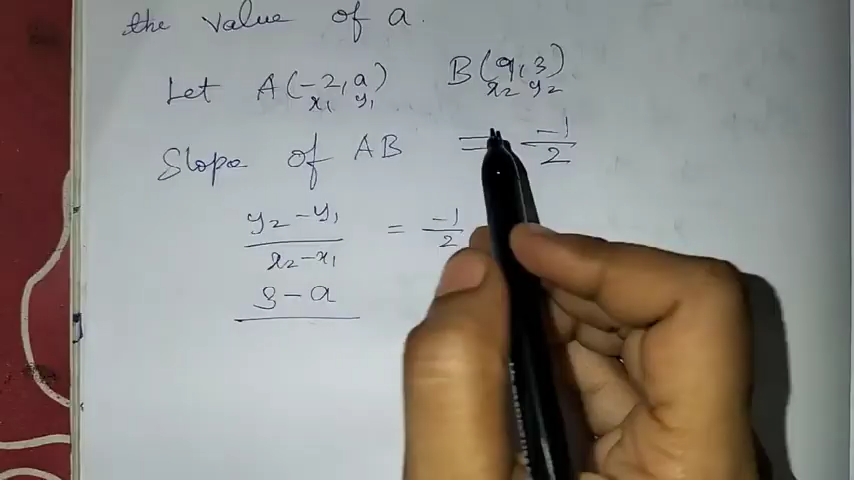 the value of a.
Let A(-2, a) B(9, 3)
x₁ y₁ x₂ y₂
Slope of AB = -1/2
y₂-y₁/x₂-x₁ = -1/2
3-a